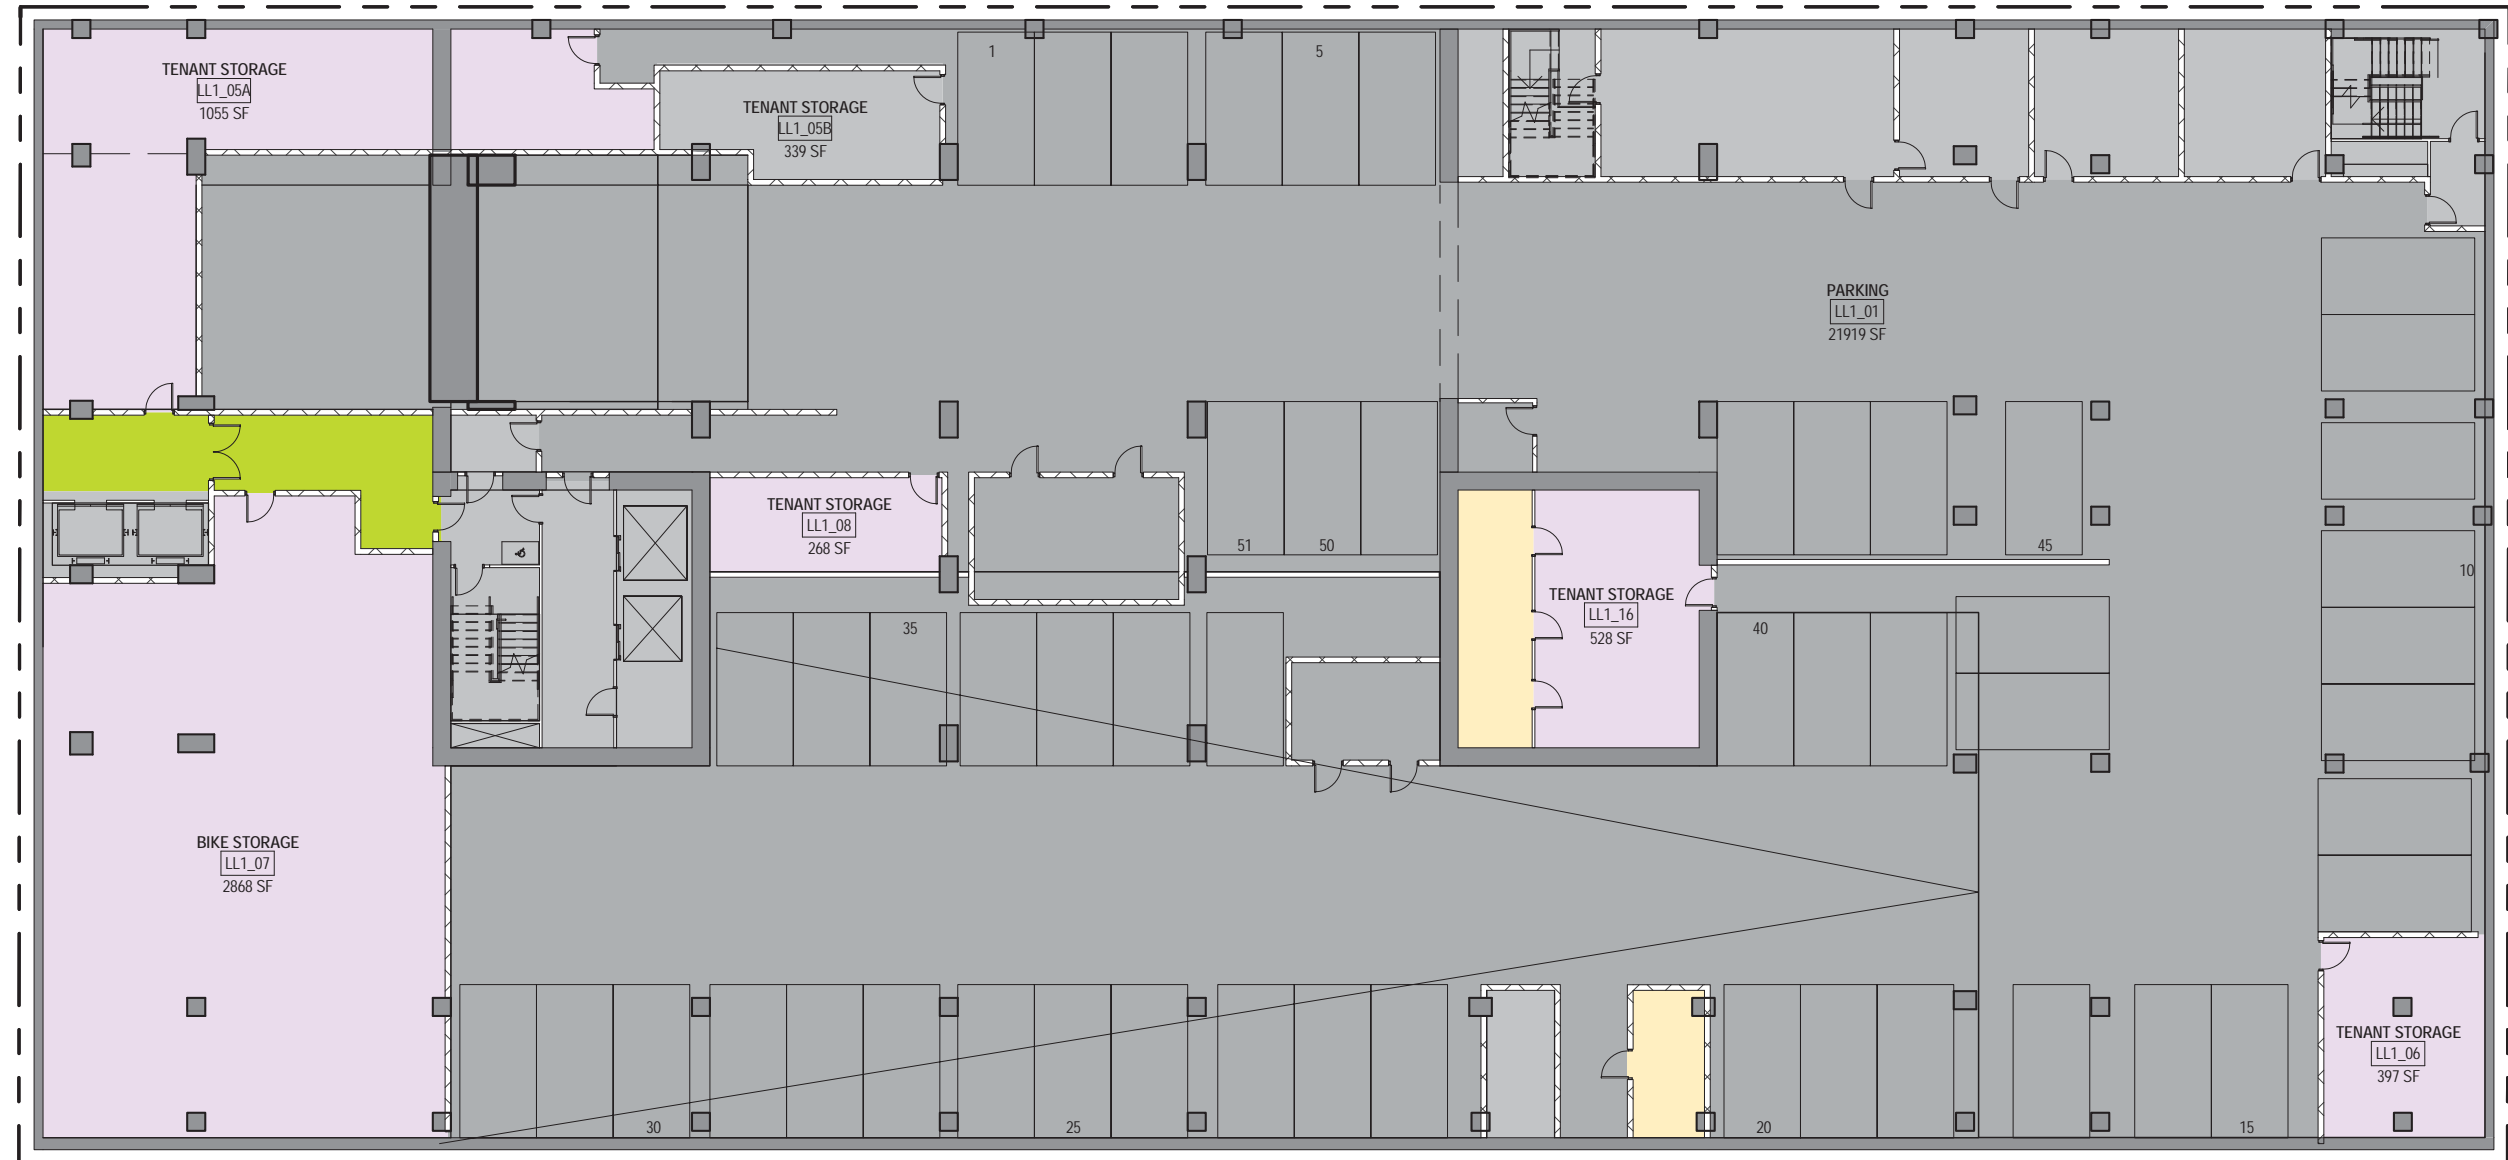 1
5
TENANT STORAGE
LL1_05A
1055 SF
TENANT STORAGE
LL1_05B
339 SF
PARKING
LL1_01
21919 SF
TENANT STORAGE
LL1_08
268 SF
51
50
45
10
TENANT STORAGE
LL1_16
528 SF
35
40
BIKE STORAGE
LL1_07
2868 SF
TENANT STORAGE
LL1_06
397 SF
30
25
20
15